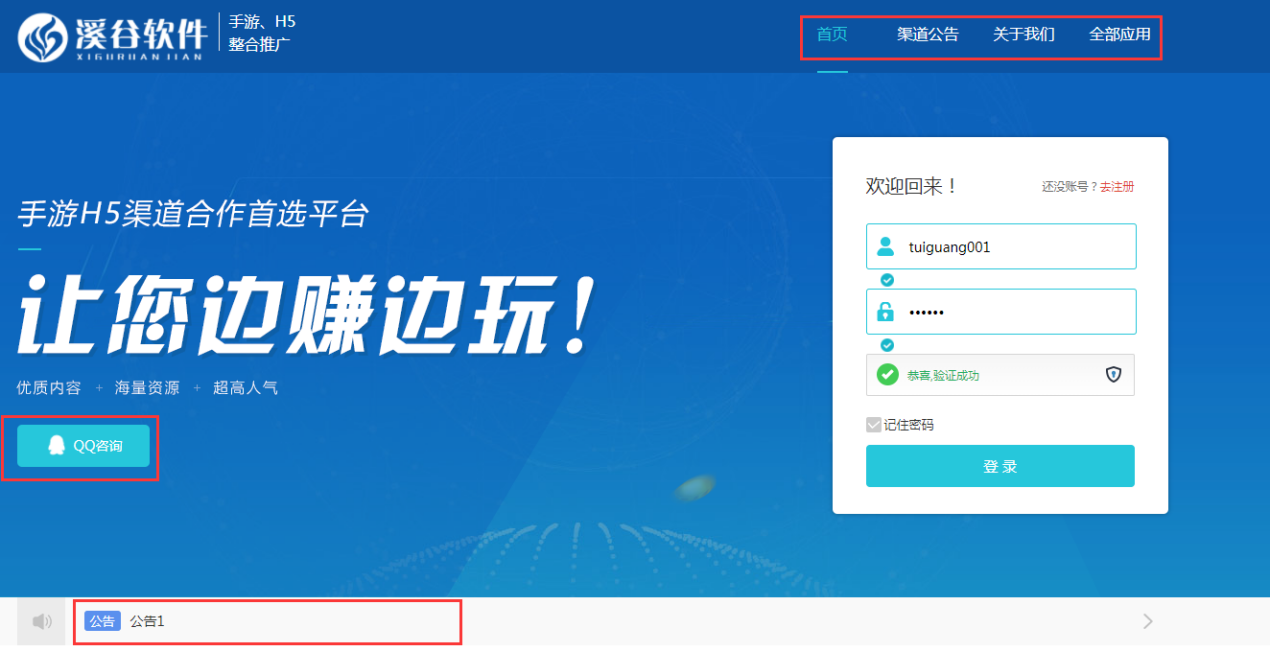 溪谷软件
XIGURUAN JIAN
手游、H5
整合推广
首页 渠道公告 关于我们 全部应用
手游H5渠道合作首选平台
让您边赚边玩!
优质内容 + 海量资源 + 超高人气
QQ咨询
欢迎回来！ 还没账号？去注册
tuiguang001
••••••
恭喜,验证成功
记住密码
登 录
公告 公告1